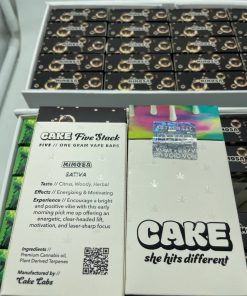 MIMOSA
CAKE Five Stack
FIVE // ONE GRAM VAPE BARS
MIMOSA
SATIVA
Taste // Citrus, Woody, Herbal
Effects // Energizing & Motivating
Experience // Encourage a bright
and positive vibe with this early
morning pick me up offering an
energetic, clear-headed lift,
motivation, and laser-sharp focus
Ingredients //
Premium Cannabis oil,
Plant Derived Terpenes
Manufactured by //
Cake Labs
CAKE
she hits different